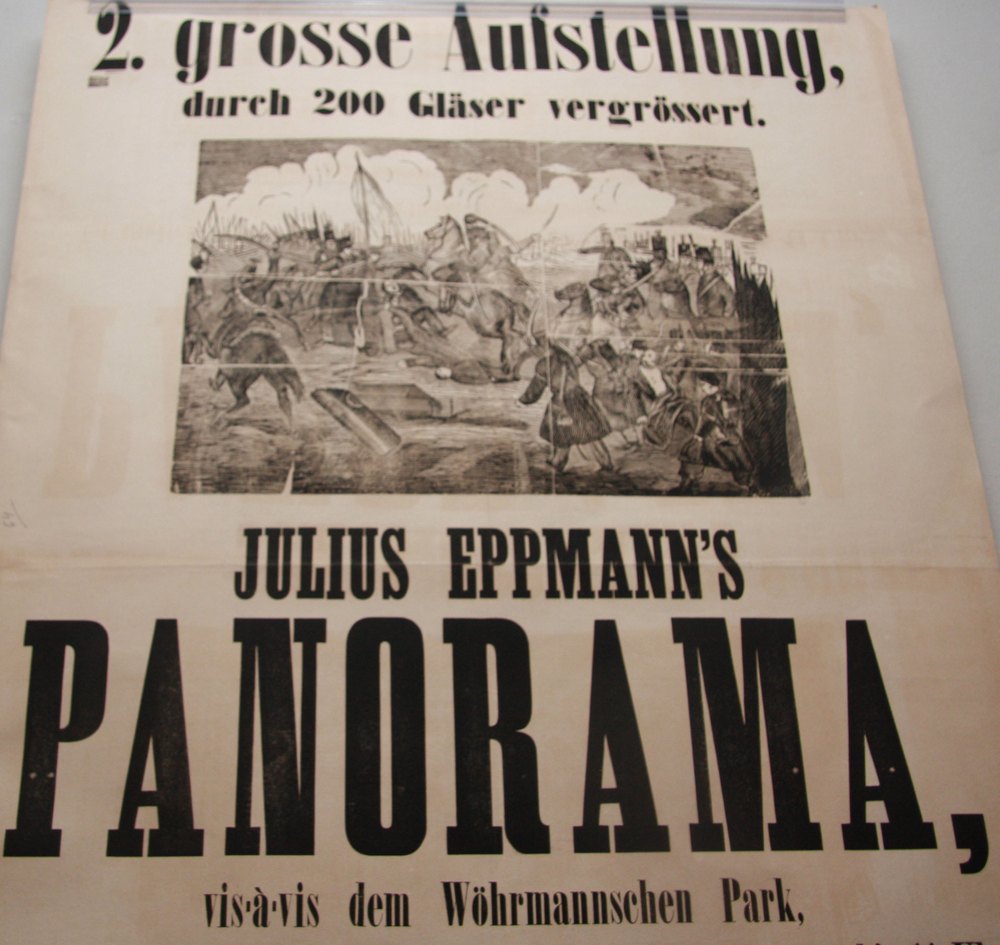 2. grosse Aufstellung,
durch 200 Gläser vergrössert.
JULIUS EPPMANN'S
PANORAMA,
vis-à-vis dem Wöhrmannschen Park,